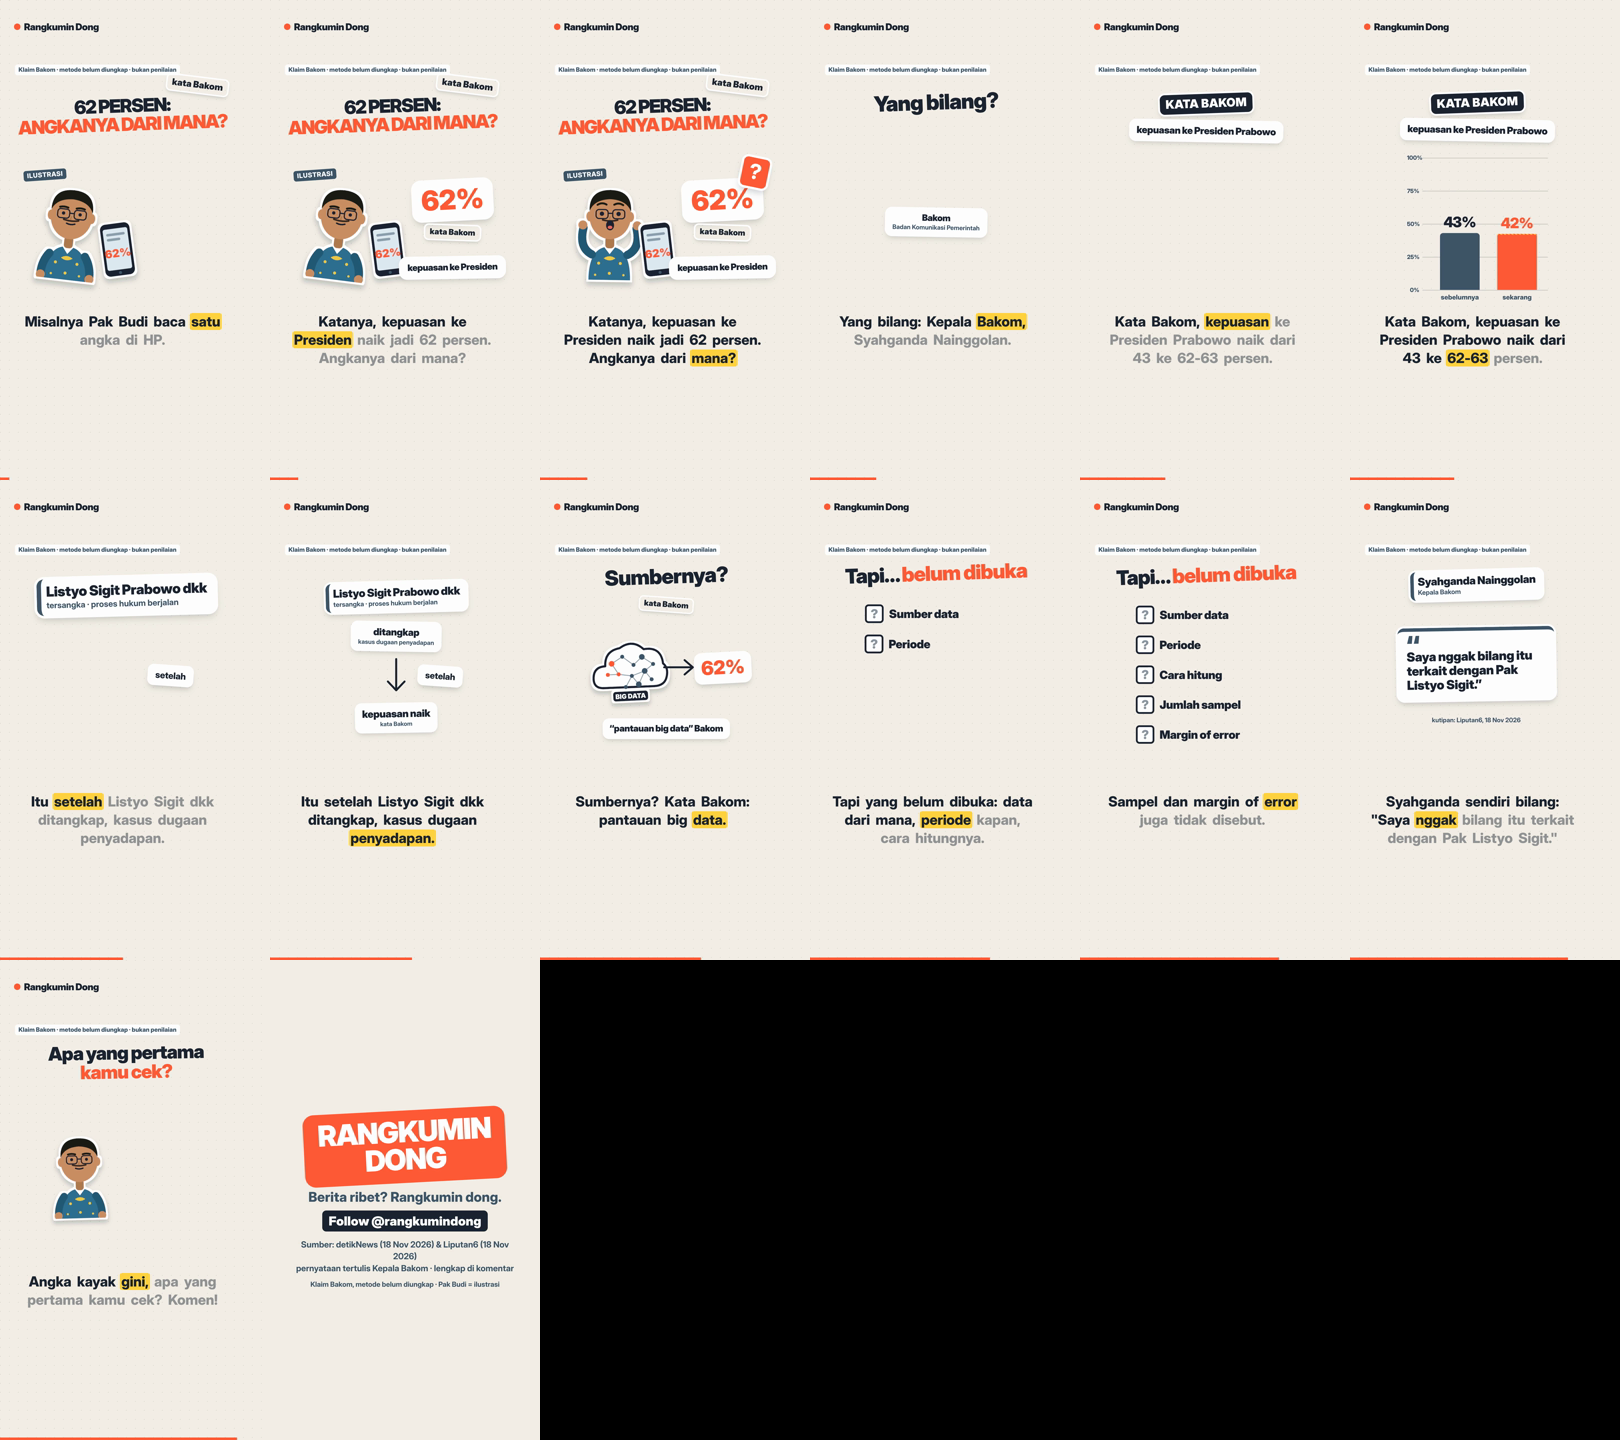 Rangkumin Dong
Klaim Bakom · metode belum diungkap · bukan penilaian
kata Bakom
62 PERSEN:
ANGKANYA DARI MANA?
ILUSTRASI
62%
Misalnya Pak Budi baca satu
angka di HP.
Rangkumin Dong
Klaim Bakom · metode belum diungkap · bukan penilaian
kata Bakom
62 PERSEN:
ANGKANYA DARI MANA?
ILUSTRASI
62%
kata Bakom
62%
kepuasan ke Presiden
Katanya, kepuasan ke
Presiden naik jadi 62 persen.
Angkanya dari mana?
Rangkumin Dong
Klaim Bakom · metode belum diungkap · bukan penilaian
kata Bakom
62 PERSEN:
ANGKANYA DARI MANA?
ILUSTRASI
?
62%
kata Bakom
62%
kepuasan ke Presiden
Katanya, kepuasan ke
Presiden naik jadi 62 persen.
Angkanya dari mana?
Rangkumin Dong
Klaim Bakom · metode belum diungkap · bukan penilaian
Yang bilang?
Bakom
Badan Komunikasi Pemerintah
Yang bilang: Kepala Bakom,
Syahganda Nainggolan.
Rangkumin Dong
Klaim Bakom · metode belum diungkap · bukan penilaian
KATA BAKOM
kepuasan ke Presiden Prabowo
Kata Bakom, kepuasan ke
Presiden Prabowo naik dari
43 ke 62-63 persen.
Rangkumin Dong
Klaim Bakom · metode belum diungkap · bukan penilaian
KATA BAKOM
kepuasan ke Presiden Prabowo
100%
75%
50%
25%
0%
43%
42%
sebelumnya
sekarang
Kata Bakom, kepuasan ke
Presiden Prabowo naik dari
43 ke 62-63 persen.
Rangkumin Dong
Klaim Bakom · metode belum diungkap · bukan penilaian
Listyo Sigit Prabowo dkk
tersangka · proses hukum berjalan
setelah
Itu setelah Listyo Sigit dkk
ditangkap, kasus dugaan
penyadapan.
Rangkumin Dong
Klaim Bakom · metode belum diungkap · bukan penilaian
Listyo Sigit Prabowo dkk
tersangka · proses hukum berjalan
ditangkap
kasus dugaan penyadapan
setelah
kepuasan naik
kata Bakom
Itu setelah Listyo Sigit dkk
ditangkap, kasus dugaan
penyadapan.
Rangkumin Dong
Klaim Bakom · metode belum diungkap · bukan penilaian
Sumbernya?
kata Bakom
62%
BIG DATA
"pantauan big data" Bakom
Sumbernya? Kata Bakom:
pantauan big data.
Rangkumin Dong
Klaim Bakom · metode belum diungkap · bukan penilaian
Tapi... belum dibuka
? Sumber data
? Periode
Tapi yang belum dibuka: data
dari mana, periode kapan,
cara hitungnya.
Rangkumin Dong
Klaim Bakom · metode belum diungkap · bukan penilaian
Tapi... belum dibuka
? Sumber data
? Periode
? Cara hitung
? Jumlah sampel
? Margin of error
Sampel dan margin of error
juga tidak disebut.
Rangkumin Dong
Klaim Bakom · metode belum diungkap · bukan penilaian
Syahganda Nainggolan
Kepala Bakom
"
Saya nggak bilang itu
terkait dengan Pak
Listyo Sigit."
kutipan: Liputan6, 18 Nov 2026
Syahganda sendiri bilang:
"Saya nggak bilang itu terkait
dengan Pak Listyo Sigit."
Rangkumin Dong
Klaim Bakom · metode belum diungkap · bukan penilaian
Apa yang pertama
kamu cek?
Angka kayak gini, apa yang
pertama kamu cek? Komen!
RANGKUMIN
DONG
Berita ribet? Rangkumin dong.
Follow @rangkumindong
Sumber: detikNews (18 Nov 2026) & Liputan6 (18 Nov
2026)
pernyataan tertulis Kepala Bakom · lengkap di komentar
Klaim Bakom, metode belum diungkap · Pak Budi = ilustrasi